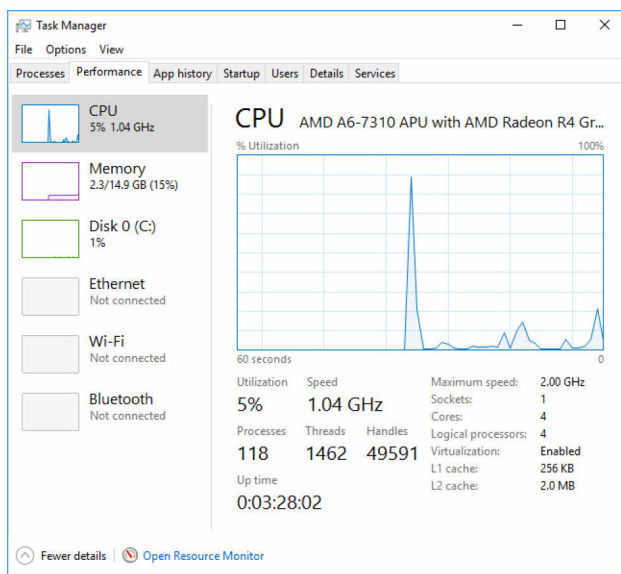 Task Manager
File Options View
Processes Performance App history Startup Users Details Services
CPU
5% 1.04 GHz
Memory
2.3/14.9 GB (15%)
Disk 0 (C:)
1%
Ethernet
Not connected
Wi-Fi
Not connected
Bluetooth
Not connected
CPU AMD A6-7310 APU with AMD Radeon R4 Gr...
% Utilization 100%
60 seconds 0
Utilization Speed
5% 1.04 GHz
Processes Threads Handles
118 1462 49591
Up time
0:03:28:02
Maximum speed: 2.00 GHz
Sockets: 1
Cores: 4
Logical processors: 4
Virtualization: Enabled
L1 cache: 256 KB
L2 cache: 2.0 MB
Fewer details Open Resource Monitor